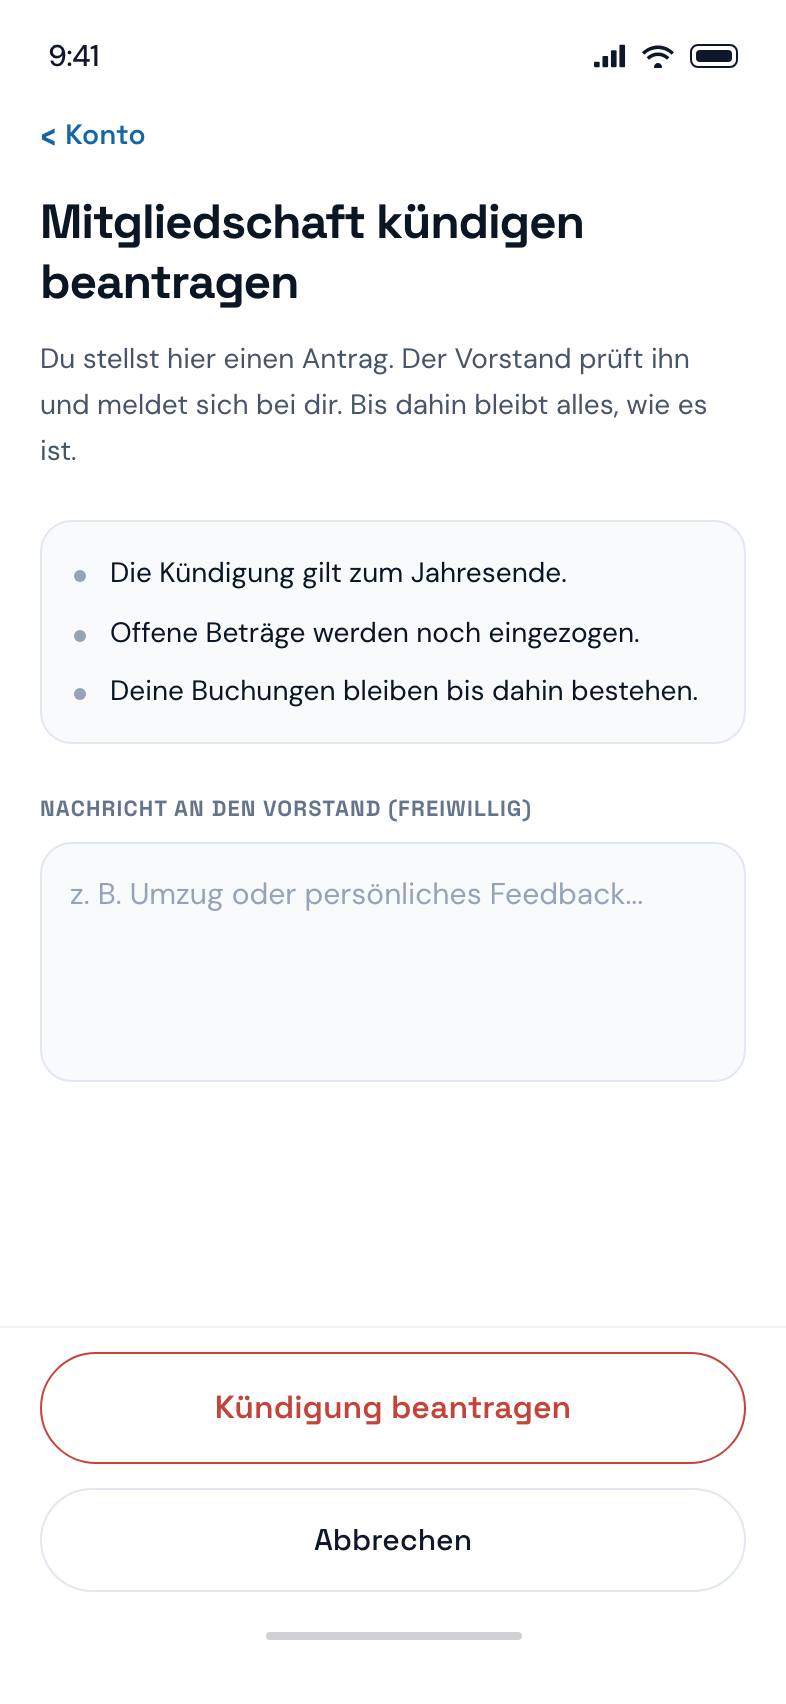 9:41
< Konto
Mitgliedschaft kündigen
beantragen
Du stellst hier einen Antrag. Der Vorstand prüft ihn
und meldet sich bei dir. Bis dahin bleibt alles, wie es
ist.
Die Kündigung gilt zum Jahresende.
Offene Beträge werden noch eingezogen.
Deine Buchungen bleiben bis dahin bestehen.
NACHRICHT AN DEN VORSTAND (FREIWILLIG)
z. B. Umzug oder persönliches Feedback...
Kündigung beantragen
Abbrechen